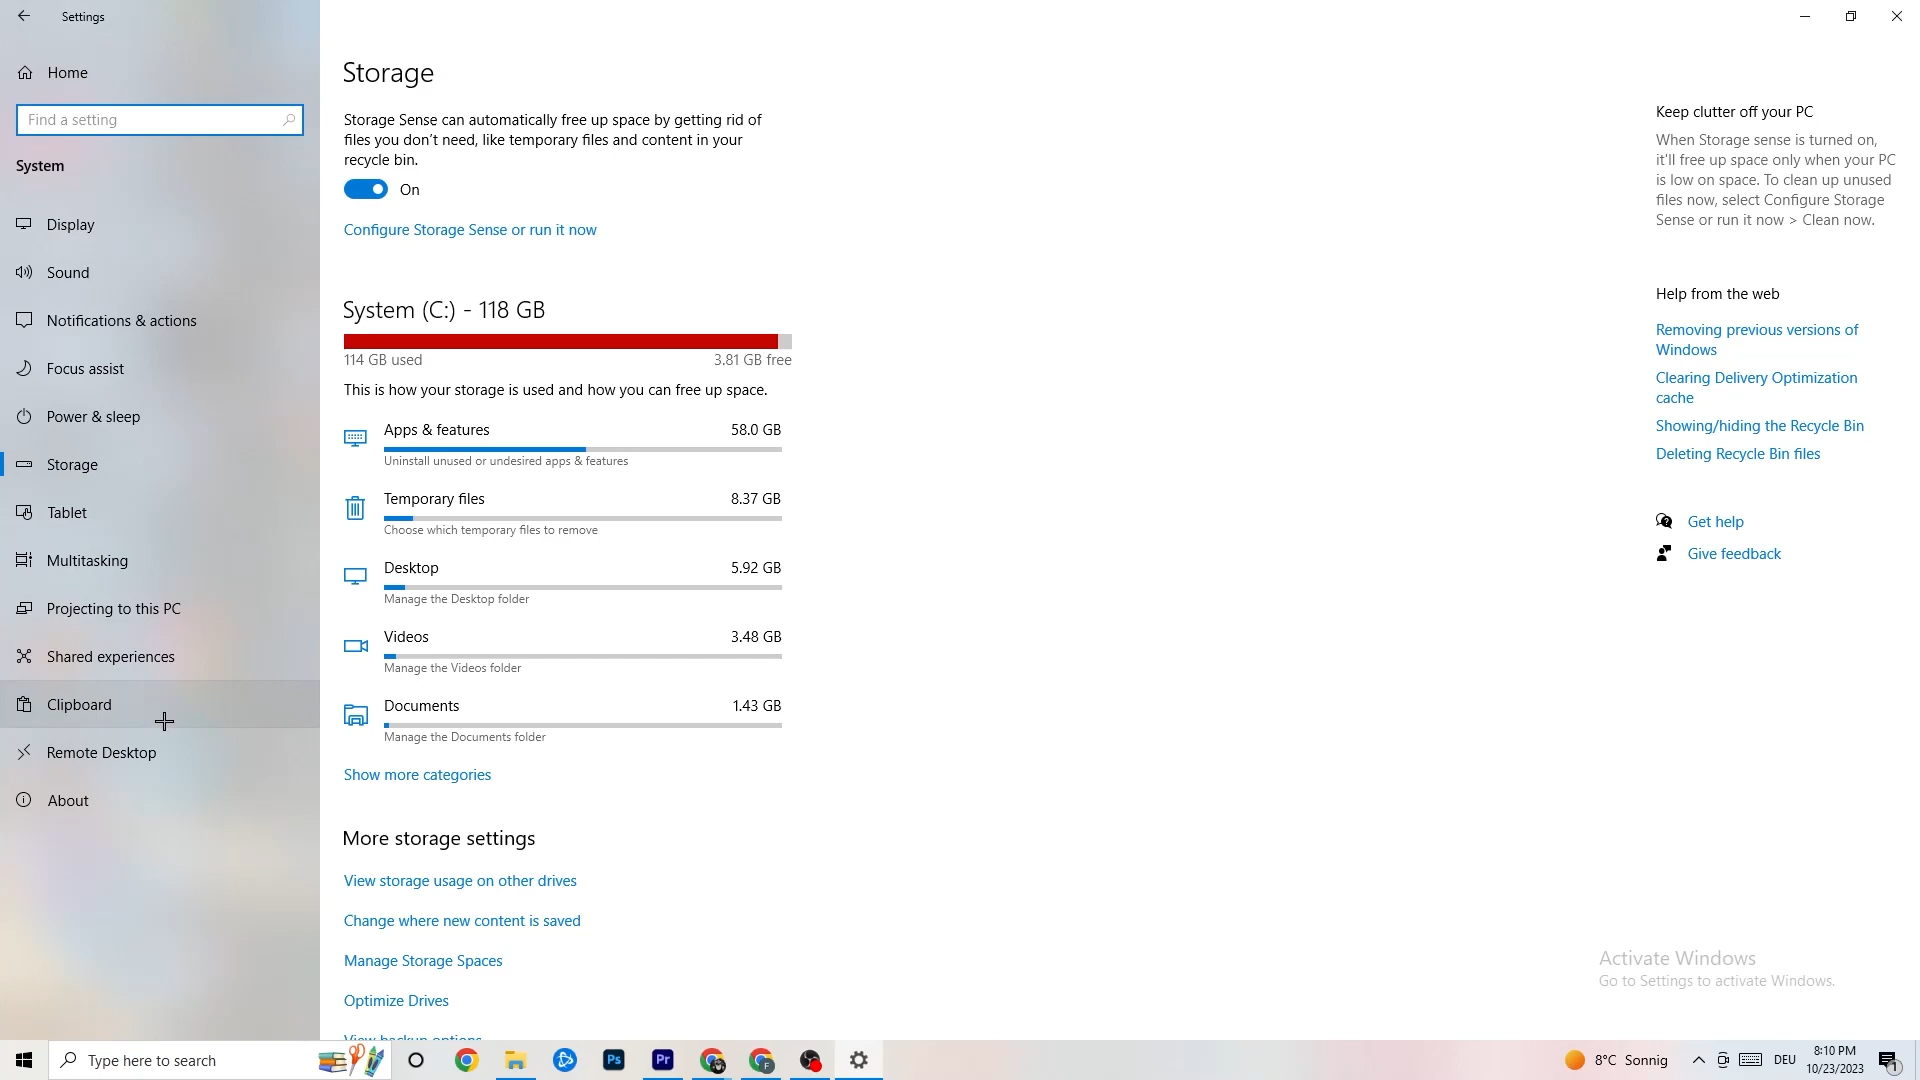 Settings
Home
Find a setting
System
Display
Sound
Notifications & actions
Focus assist
Power & sleep
Storage
Tablet
Multitasking
Projecting to this PC
Shared experiences
Clipboard
Remote Desktop
About
Storage
Storage Sense can automatically free up space by getting rid of
files you don't need, like temporary files and content in your
recycle bin.
On
Configure Storage Sense or run it now
System (C:) - 118 GB
114 GB used
3.81 GB free
This is how your storage is used and how you can free up space.
Apps & features 58.0 GB
Uninstall unused or undesired apps & features
Temporary files 8.37 GB
Choose which temporary files to remove
Desktop 5.92 GB
Manage the Desktop folder
Videos 3.48 GB
Manage the Videos folder
Documents 1.43 GB
Manage the Documents folder
Show more categories
More storage settings
View storage usage on other drives
Change where new content is saved
Manage Storage Spaces
Optimize Drives
View backup options
Keep clutter off your PC
When Storage sense is turned on,
it'll free up space only when your PC
is low on space. To clean up unused
files now, select Configure Storage
Sense or run it now > Clean now.
Help from the web
Removing previous versions of
Windows
Clearing Delivery Optimization
cache
Showing/hiding the Recycle Bin
Deleting Recycle Bin files
Get help
Give feedback
Activate Windows
Go to Settings to activate Windows.
Type here to search
Ps
Pr
F
8°C Sonnig
DEU
8:10 PM
10/23/2023
1